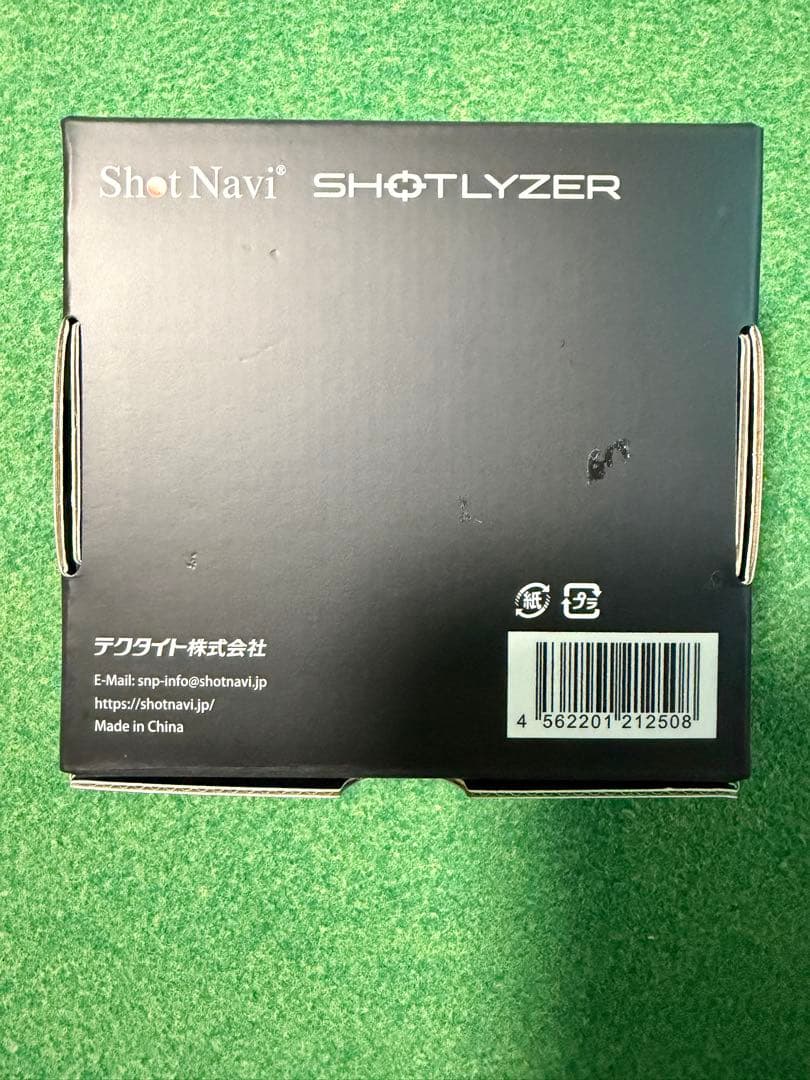 Shot Navi® SHOTLYZER
紙 プラ
テクタイト株式会社
E-Mail: snp-info@shotnavi.jp
https://shotnavi.jp/
Made in China
4 562201 212508